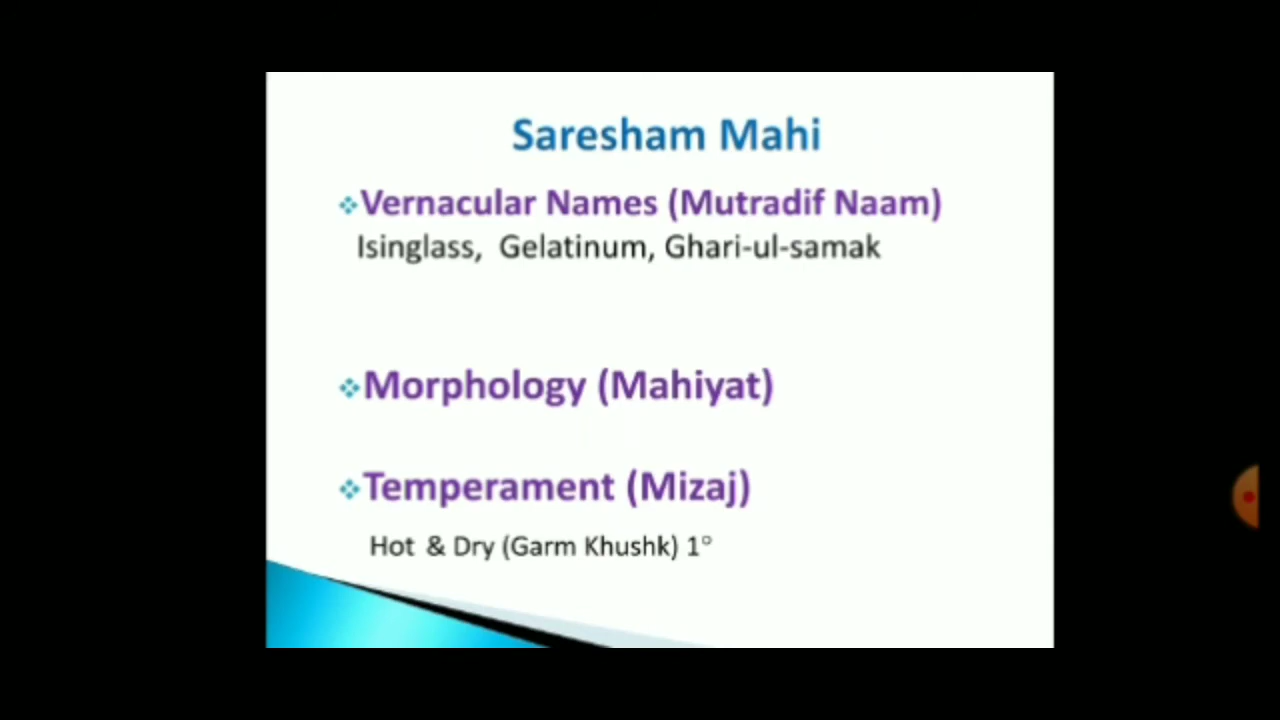 Saresham Mahi
❖Vernacular Names (Mutradif Naam)
Isinglass, Gelatinum, Ghari-ul-samak
❖Morphology (Mahiyat)
❖Temperament (Mizaj)
Hot & Dry (Garm Khushk) 1°